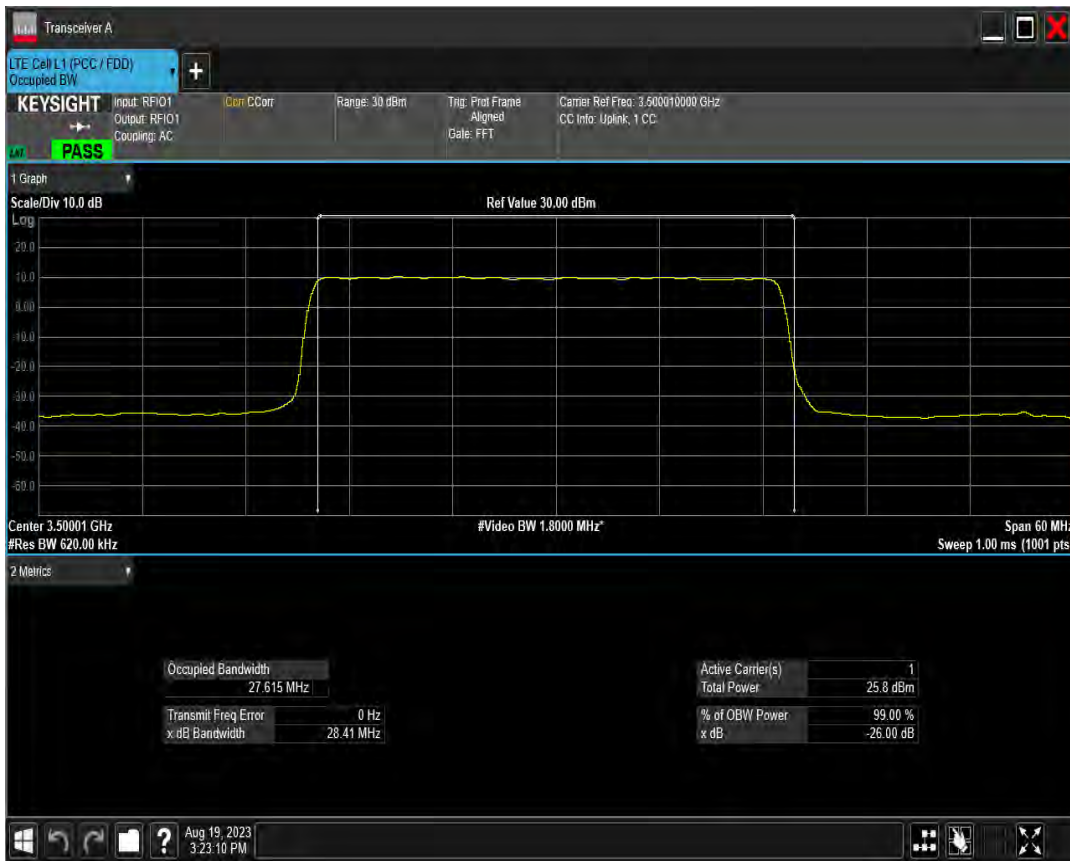 Transceiver A
LTE Cell L1 (PCC / FDD)
Occupied BW
+
KEYSIGHT
PASS
Input: RFIO1
Output: RFIO1
Coupling: AC
Corr CCorr
Range: 30 dBm
Trig: Prot Frame
Aligned
Gate: FFT
Carrier Ref Freq: 3.500010000 GHz
CC Info: Uplink, 1 CC
1 Graph
Scale/Div 10.0 dB
Ref Value 30.00 dBm
Log
20.0
10.0
0.00
-10.0
-20.0
-30.0
-40.0
-50.0
-60.0
Center 3.50001 GHz
#Video BW 1.8000 MHz*
Span 60 MHz
#Res BW 620.00 kHz
Sweep 1.00 ms (1001 pts
2 Metrics
Occupied Bandwidth
27.615 MHz
Transmit Freq Error 0 Hz
x dB Bandwidth 28.41 MHz
Active Carrier(s) 1
Total Power 25.8 dBm
% of OBW Power 99.00 %
x dB -26.00 dB
?
Aug 19, 2023
3:23:10 PM